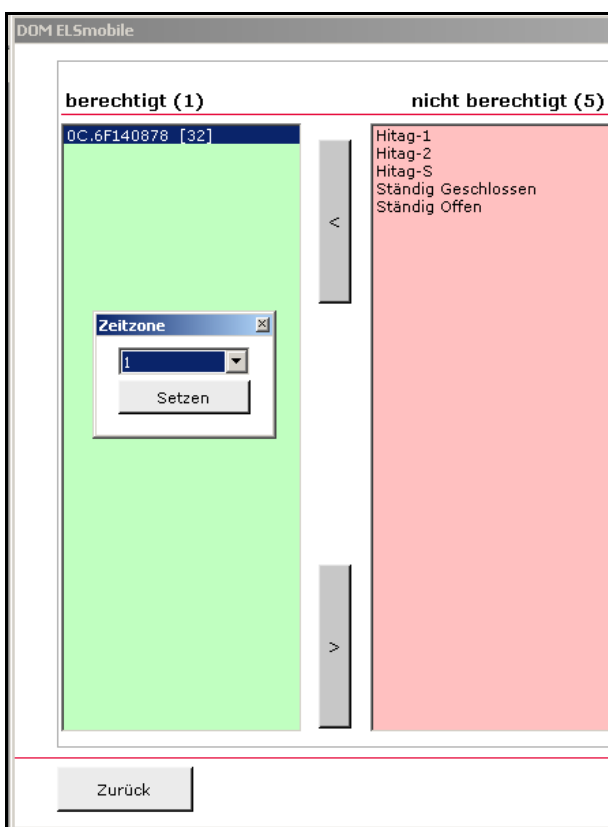 DOM ELSmobile
berechtigt (1)
nicht berechtigt (5)
0C.6F140878 [32]
Hitag-1
Hitag-2
Hitag-S
Ständig Geschlossen
Ständig Offen
<
Zeitzone
1
Setzen
>
Zurück